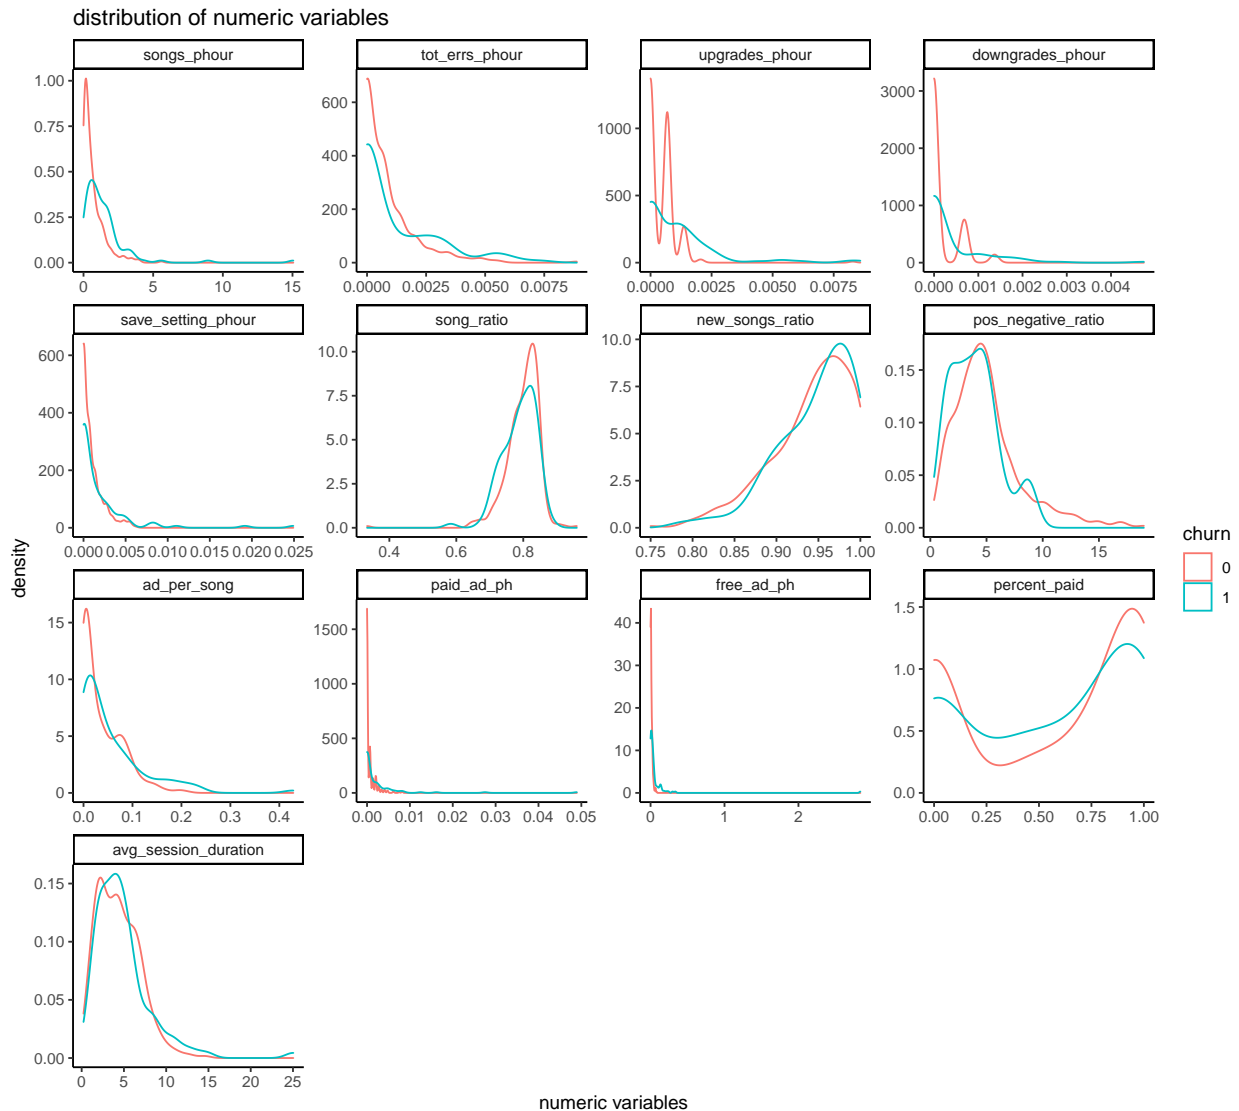 distribution of numeric variables
songs_phour
tot_errs_phour
upgrades_phour
downgrades_phour
1.00
0.75
0.50
0.25
0.00
0 5 10 15
600
400
200
0
0.0000 0.0025 0.0050 0.0075
1000
500
0
0.0000 0.0025 0.0050 0.0075
3000
2000
1000
0
0.000 0.001 0.002 0.003 0.004
save_setting_phour
song_ratio
new_songs_ratio
pos_negative_ratio
600
400
200
0
0.000 0.005 0.010 0.015 0.020 0.025
10.0
7.5
5.0
2.5
0.0
0.4 0.6 0.8
10.0
7.5
5.0
2.5
0.0
0.75 0.80 0.85 0.90 0.95 1.00
0.15
0.10
0.05
0.00
0 5 10 15
ad_per_song
paid_ad_ph
free_ad_ph
percent_paid
15
10
5
0
0.0 0.1 0.2 0.3 0.4
1500
1000
500
0
0.00 0.01 0.02 0.03 0.04 0.05
40
30
20
10
0
0 1 2
1.5
1.0
0.5
0.0
0.00 0.25 0.50 0.75 1.00
avg_session_duration
0.15
0.10
0.05
0.00
0 5 10 15 20 25
density
numeric variables
churn
0
1